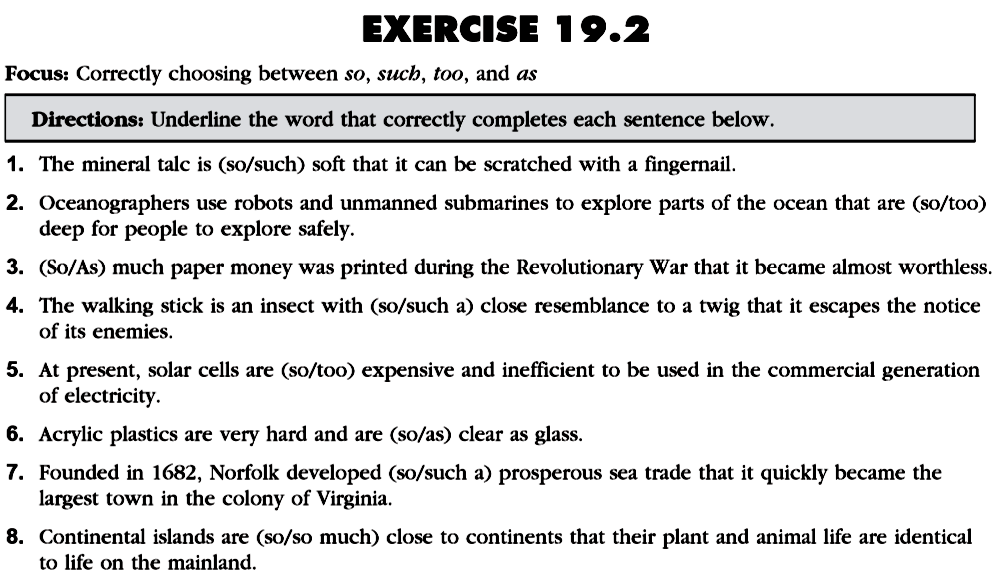 EXERCISE 19.2
Focus: Correctly choosing between so, such, too, and as
Directions: Underline the word that correctly completes each sentence below.
1. The mineral talc is (so/such) soft that it can be scratched with a fingernail.
2. Oceanographers use robots and unmanned submarines to explore parts of the ocean that are (so/too)
deep for people to explore safely.
3. (So/As) much paper money was printed during the Revolutionary War that it became almost worthless.
4. The walking stick is an insect with (so/such a) close resemblance to a twig that it escapes the notice
of its enemies.
5. At present, solar cells are (so/too) expensive and inefficient to be used in the commercial generation
of electricity.
6. Acrylic plastics are very hard and are (so/as) clear as glass.
7. Founded in 1682, Norfolk developed (so/such a) prosperous sea trade that it quickly became the
largest town in the colony of Virginia.
8. Continental islands are (so/so much) close to continents that their plant and animal life are identical
to life on the mainland.